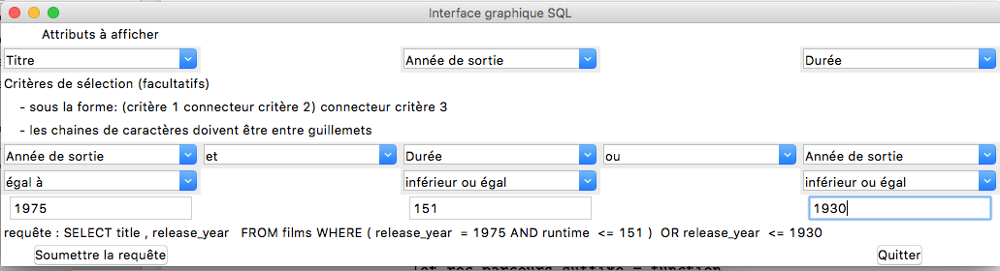 Interface graphique SQL
Attributs à afficher
Titre Année de sortie Durée
Critères de sélection (facultatifs)
- sous la forme: (critère 1 connecteur critère 2) connecteur critère 3
- les chaines de caractères doivent être entre guillemets
Année de sortie et Durée ou Année de sortie
égal à inférieur ou égal inférieur ou égal
1975 151 1930
requête : SELECT title , release_year FROM films WHERE ( release_year = 1975 AND runtime <= 151 ) OR release_year <= 1930
Soumettre la requête Quitter